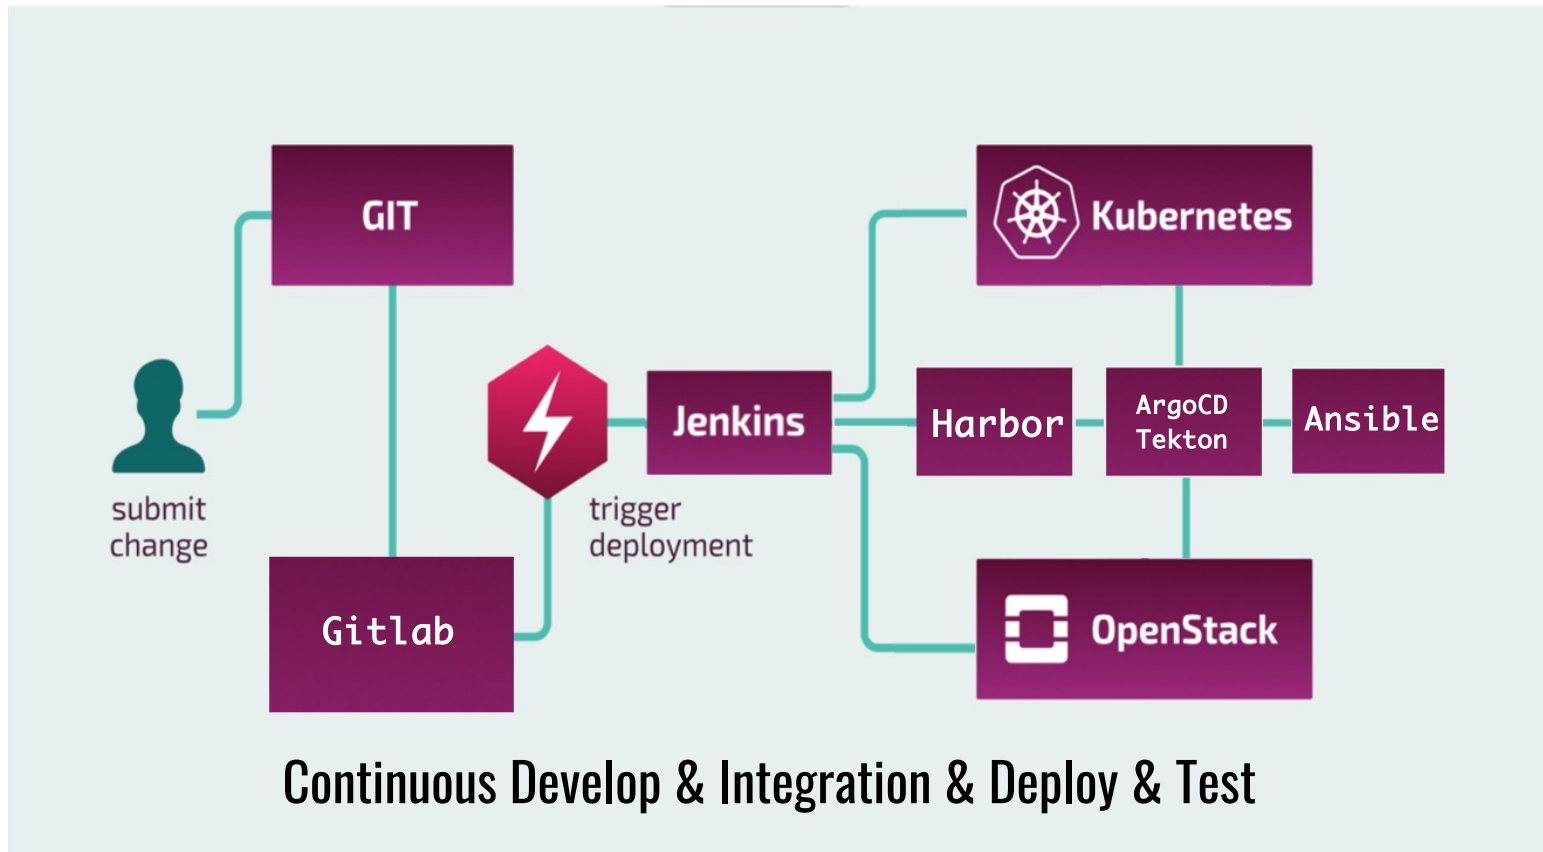 GIT
Kubernetes
submit
change
trigger
deployment
Jenkins
Harbor
ArgoCD
Tekton
Ansible
Gitlab
OpenStack
Continuous Develop & Integration & Deploy & Test